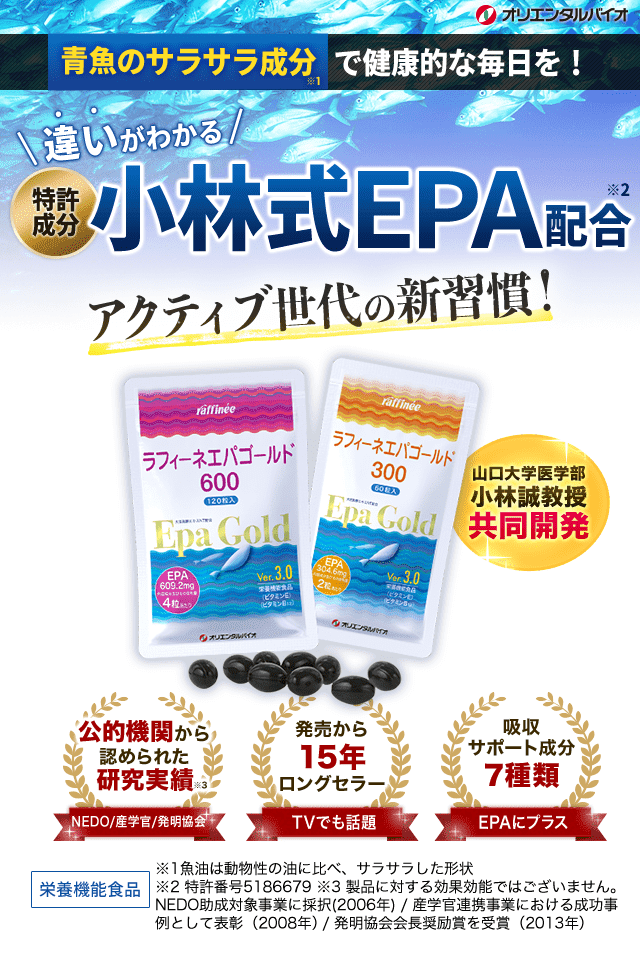 オリエンタルバイオ
青魚のサラサラ成分で健康的な毎日を！
※1
違いがわかる
特許
成分
小林式EPA配合
※2
アクティブ世代の新習慣！
raffinée
ラフィーネエパゴールド
600
120粒入
Epa Gold
Ver.3.0
EPA
609.2mg
4粒あたり
栄養機能食品
ビタミンE
オリエンタルバイオ
raffinée
ラフィーネエパゴールド
300
60粒入
Epa Gold
Ver.3.0
EPA
304.6mg
2粒あたり
栄養機能食品
ビタミンE
オリエンタルバイオ
山口大学医学部
小林誠教授
共同開発
公的機関から
認められた
研究実績※3
NEDO/産学官/発明協会
発売から
15年
ロングセラー
TVでも話題
吸収
サポート成分
7種類
EPAにプラス
栄養機能食品
※1魚油は動物性の油に比べ、サラサラした形状
※2 特許番号5186679 ※3 製品に対する効果効能ではございません。
NEDO助成対象事業に採択(2006年) / 産学官連携事業における成功事
例として表彰（2008年）/ 発明協会会長奨励賞を受賞（2013年）